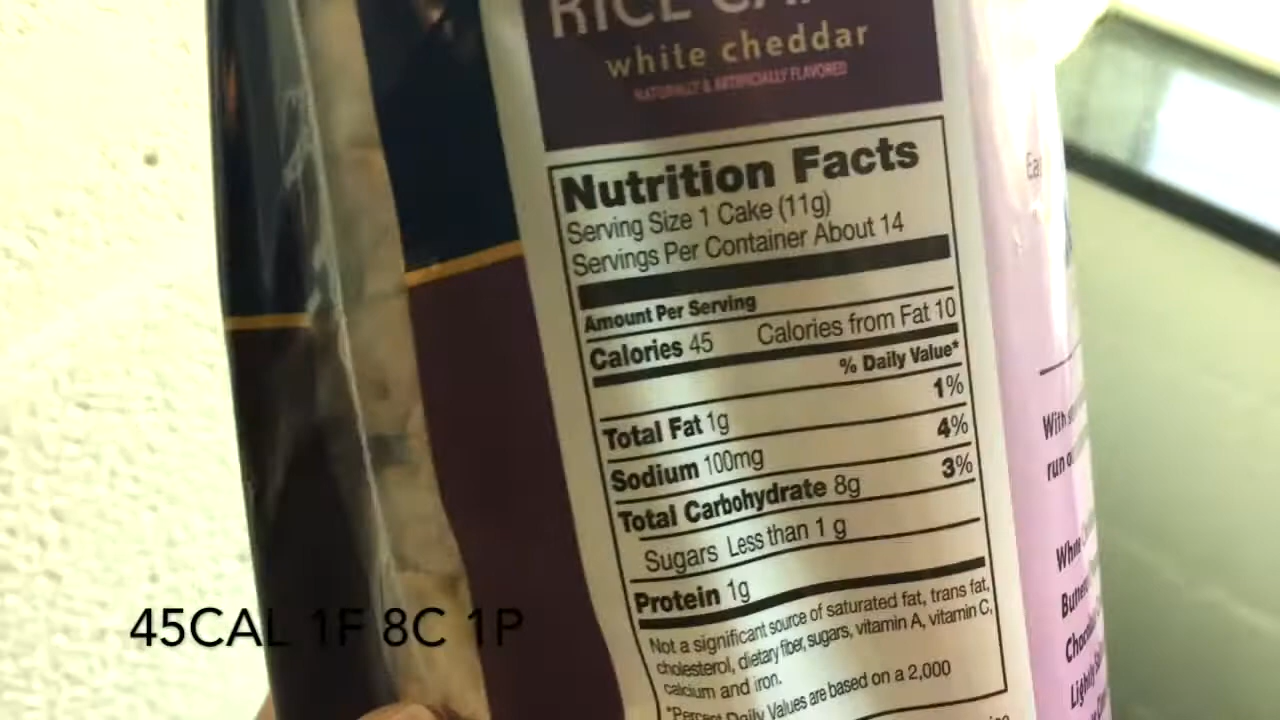 RICE CA
white cheddar
NATURALLY & ARTIFICIALLY FLAVORED
Nutrition Facts
Serving Size 1 Cake (11g)
Servings Per Container About 14
Amount Per Serving
Calories 45 Calories from Fat 10
% Daily Value*
Total Fat 1g 1%
Sodium 100mg 4%
Total Carbohydrate 8g 3%
Sugars Less than 1 g
Protein 1g
Not a significant source of saturated fat, trans fat,
cholesterol, dietary fiber, sugars, vitamin A, vitamin C,
calcium and iron.
*Percent Daily Values are based on a 2,000
With
run
White
Lightly
45CAL 1F 8C 1P